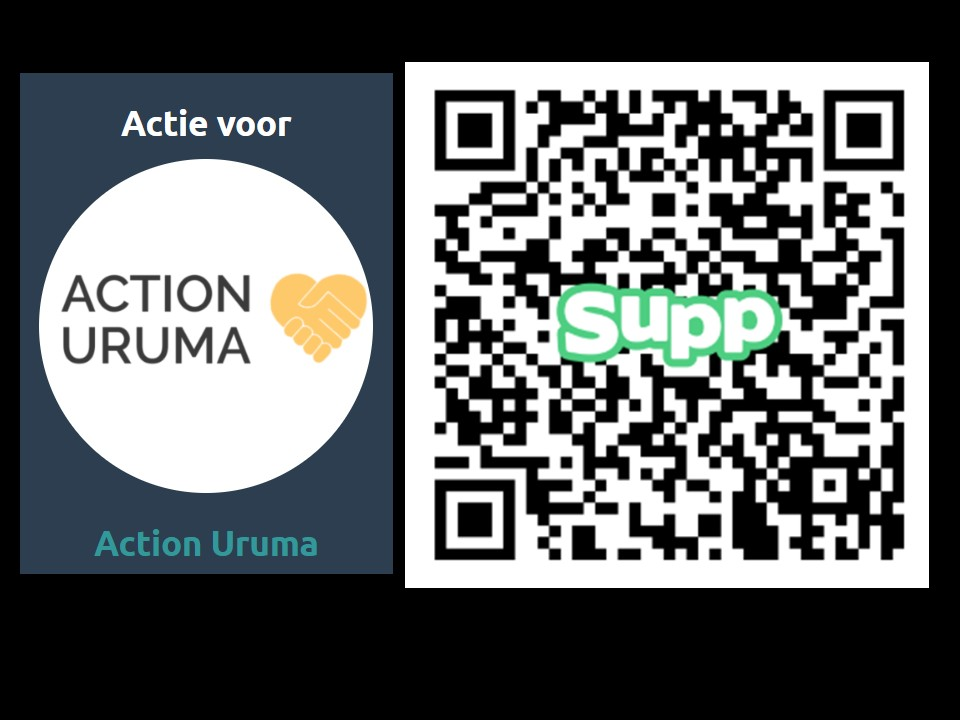 Actie voor
ACTION
URUMA
Action Uruma
Supp